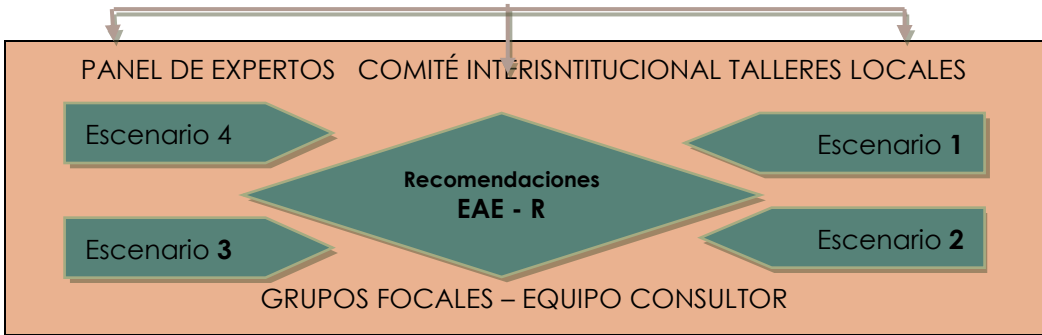 PANEL DE EXPERTOS COMITÉ INTERISNTITUCIONAL TALLERES LOCALES
Escenario 4
Escenario 1
Recomendaciones
EAE - R
Escenario 3
Escenario 2
GRUPOS FOCALES – EQUIPO CONSULTOR